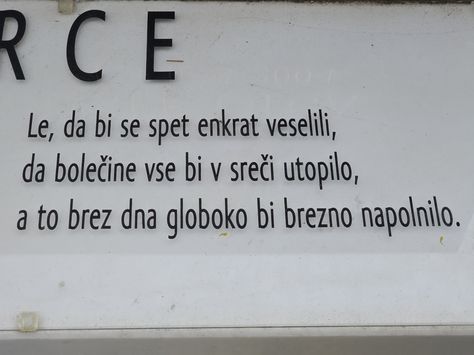 RCE
Le, da bi se spet enkrat veselili,
da bolečine vse bi v sreči utopilo,
a to brez dna globoko bi brezno napolnilo.